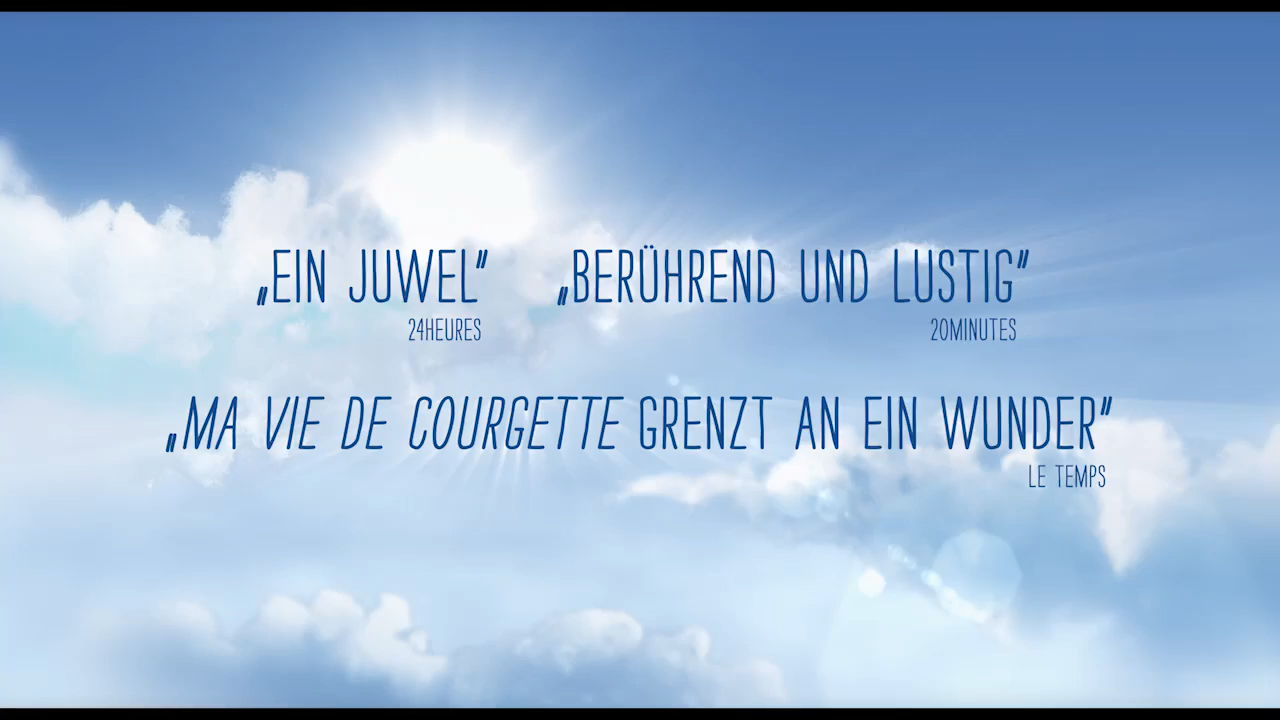 „EIN JUWEL” „BERÜHREND UND LUSTIG”
24HEURES 20MINUTES
„MA VIE DE COURGETTE GRENZT AN EIN WUNDER”
LE TEMPS